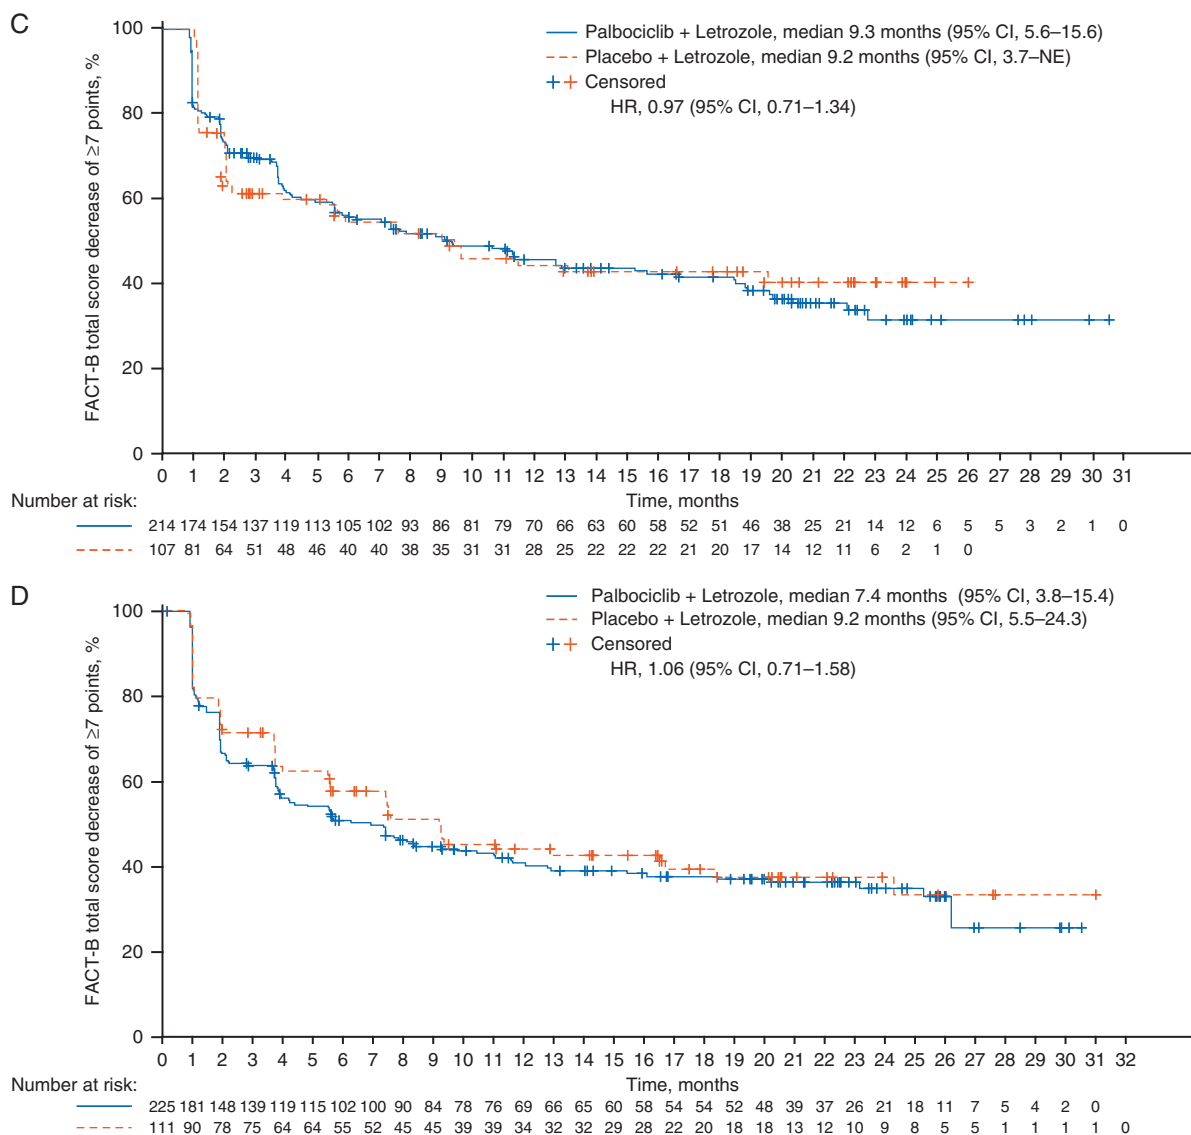 C
Palbociclib + Letrozole, median 9.3 months (95% CI, 5.6–15.6)
Placebo + Letrozole, median 9.2 months (95% CI, 3.7–NE)
Censored
HR, 0.97 (95% CI, 0.71–1.34)
FACT-B total score decrease of ≥7 points, %
100
80
60
40
20
0
0 1 2 3 4 5 6 7 8 9 10 11 12 13 14 15 16 17 18 19 20 21 22 23 24 25 26 27 28 29 30 31
Number at risk:
Time, months
214 174 154 137 119 113 105 102 93 86 81 79 70 66 63 60 58 52 51 46 38 25 21 14 12 6 5 5 3 2 1 0
107 81 64 51 48 46 40 40 38 35 31 31 28 25 22 22 22 21 20 17 14 12 11 6 2 1 0
D
Palbociclib + Letrozole, median 7.4 months (95% CI, 3.8–15.4)
Placebo + Letrozole, median 9.2 months (95% CI, 5.5–24.3)
Censored
HR, 1.06 (95% CI, 0.71–1.58)
FACT-B total score decrease of ≥7 points, %
100
80
60
40
20
0
0 1 2 3 4 5 6 7 8 9 10 11 12 13 14 15 16 17 18 19 20 21 22 23 24 25 26 27 28 29 30 31 32
Number at risk:
Time, months
225 181 148 139 119 115 102 100 90 84 78 76 69 66 65 60 58 54 54 52 48 39 37 26 21 18 11 7 5 4 2 0
111 90 78 75 64 64 55 52 45 45 39 39 34 32 32 29 28 22 20 18 18 13 12 10 9 8 5 5 1 1 1 1 0